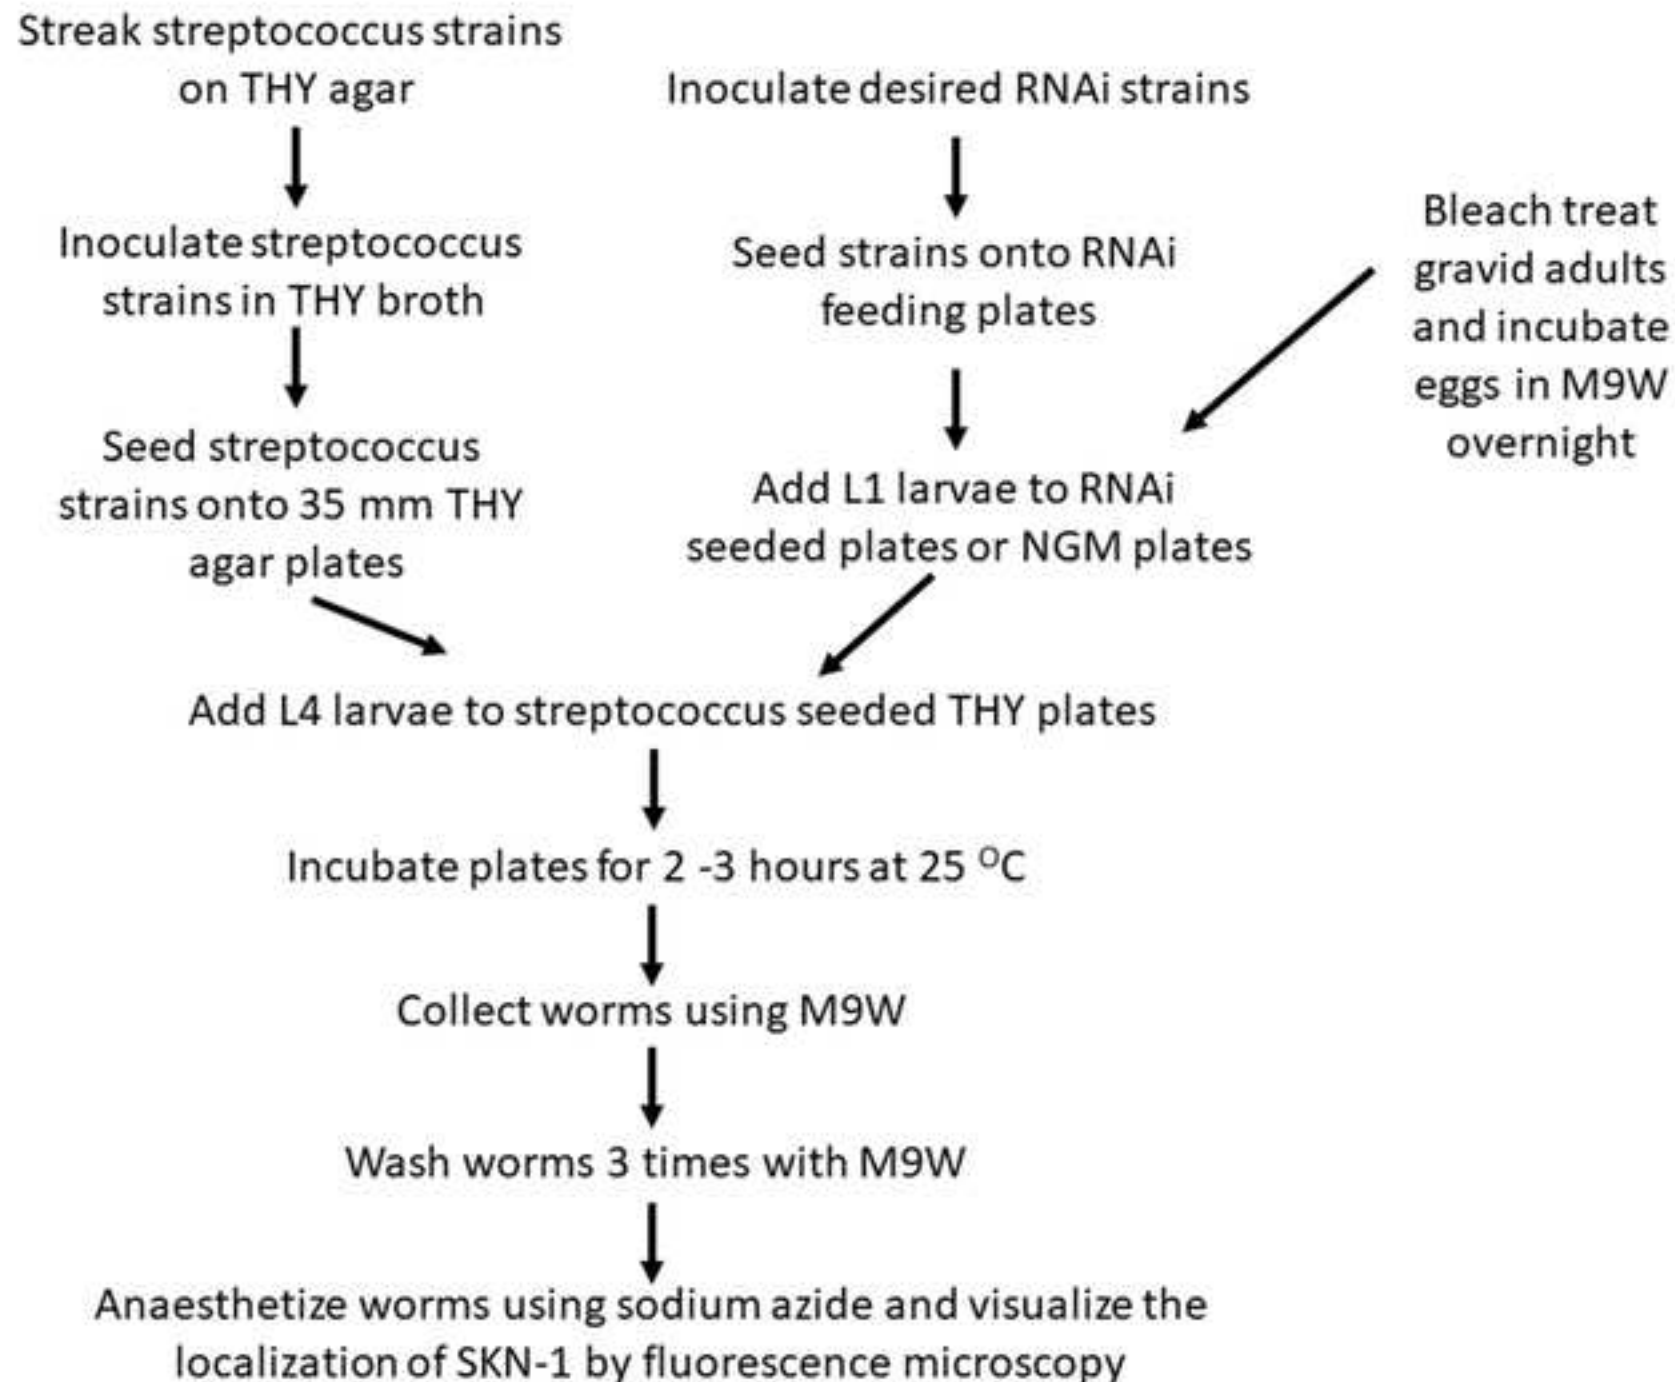 Streak streptococcus strains
on THY agar
Inoculate streptococcus
strains in THY broth
Seed streptococcus
strains onto 35 mm THY
agar plates
Inoculate desired RNAi strains
Seed strains onto RNAi
feeding plates
Bleach treat
gravid adults
and incubate
eggs in M9W
overnight
Add L1 larvae to RNAi
seeded plates or NGM plates
Add L4 larvae to streptococcus seeded THY plates
Incubate plates for 2 -3 hours at 25 ᴼC
Collect worms using M9W
Wash worms 3 times with M9W
Anaesthetize worms using sodium azide and visualize the
localization of SKN-1 by fluorescence microscopy